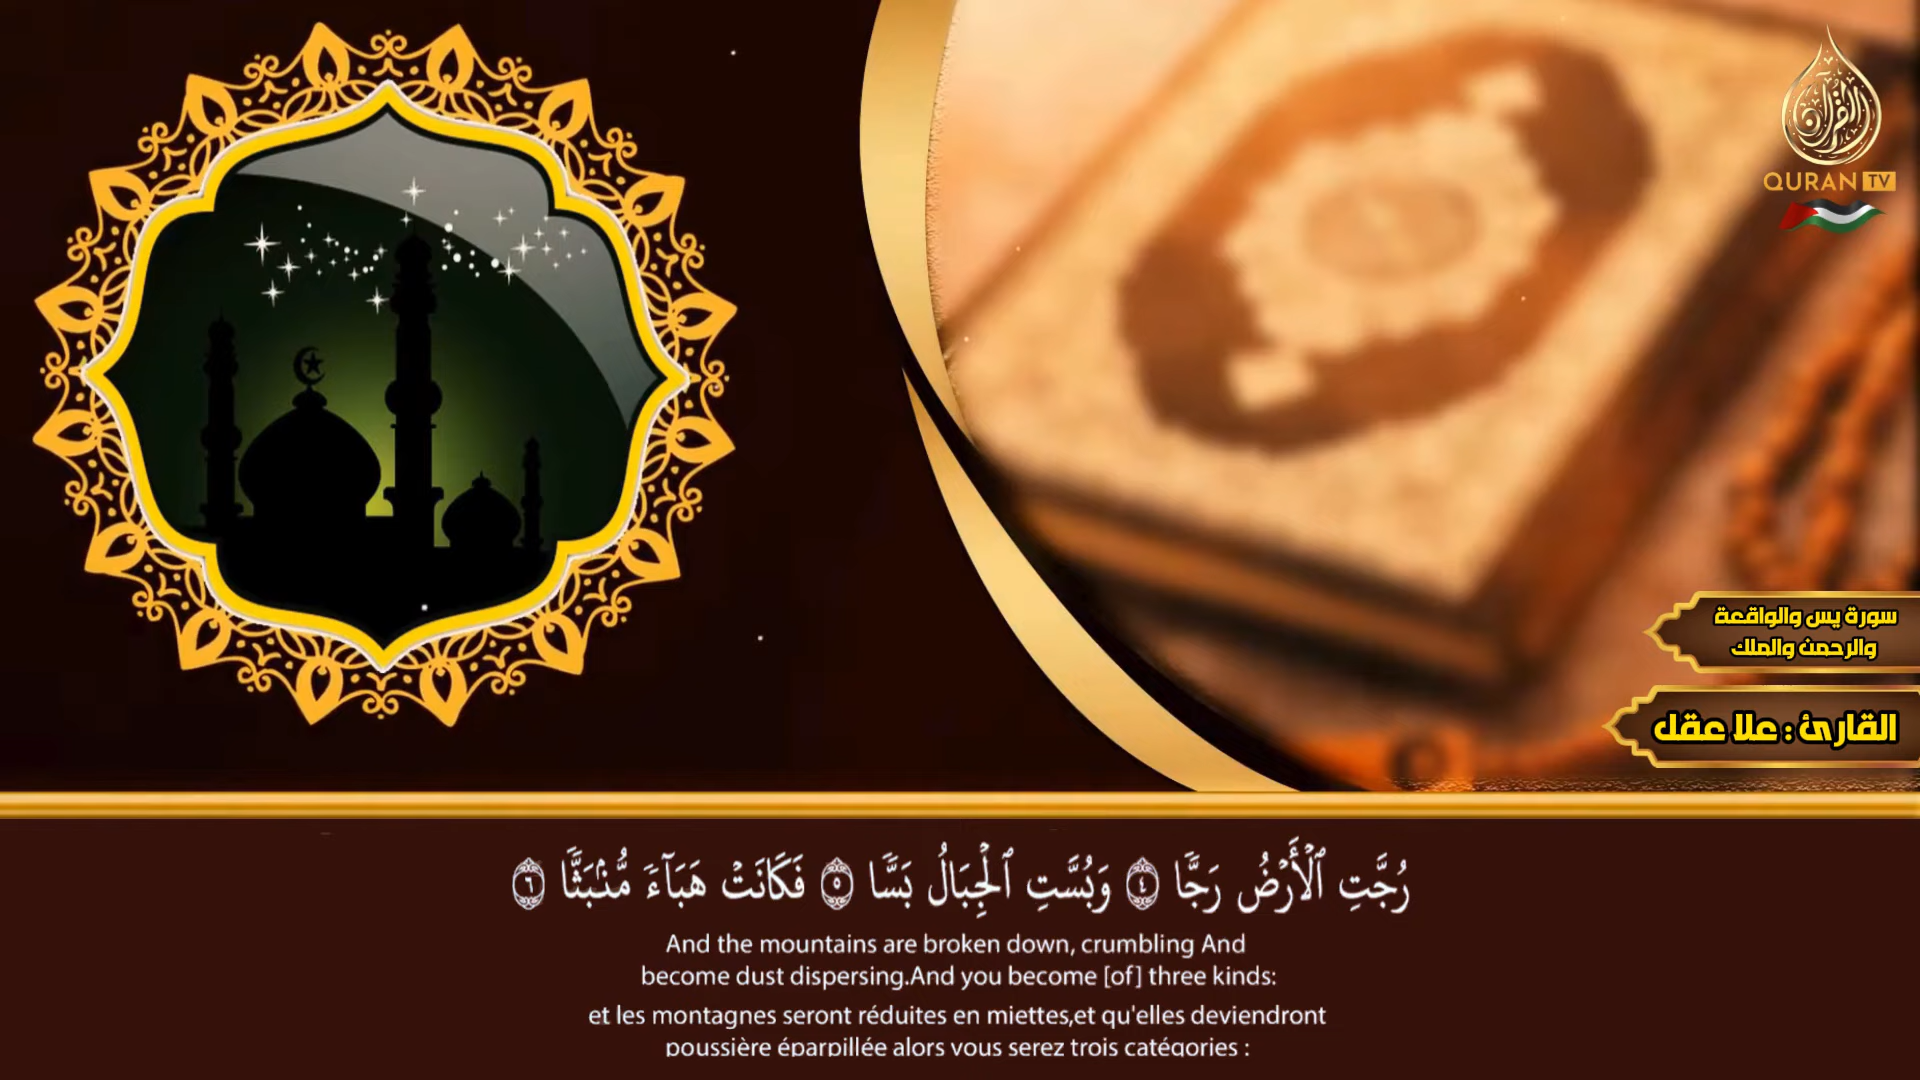 القرآن
QURAN TV
سورة يس والواقعة
والرحمن والملك
القارئ : علا عقل
رُجَّتِ ٱلْأَرْضُ رَجًّا ٤ وَبُسَّتِ ٱلْجِبَالُ بَسًّا ٥ فَكَانَتْ هَبَآءً مُّنۢبَثًّا ٦
And the mountains are broken down, crumbling And
become dust dispersing.And you become [of] three kinds:
et les montagnes seront réduites en miettes,et qu'elles deviendront
poussière éparpillée alors vous serez trois catégories :